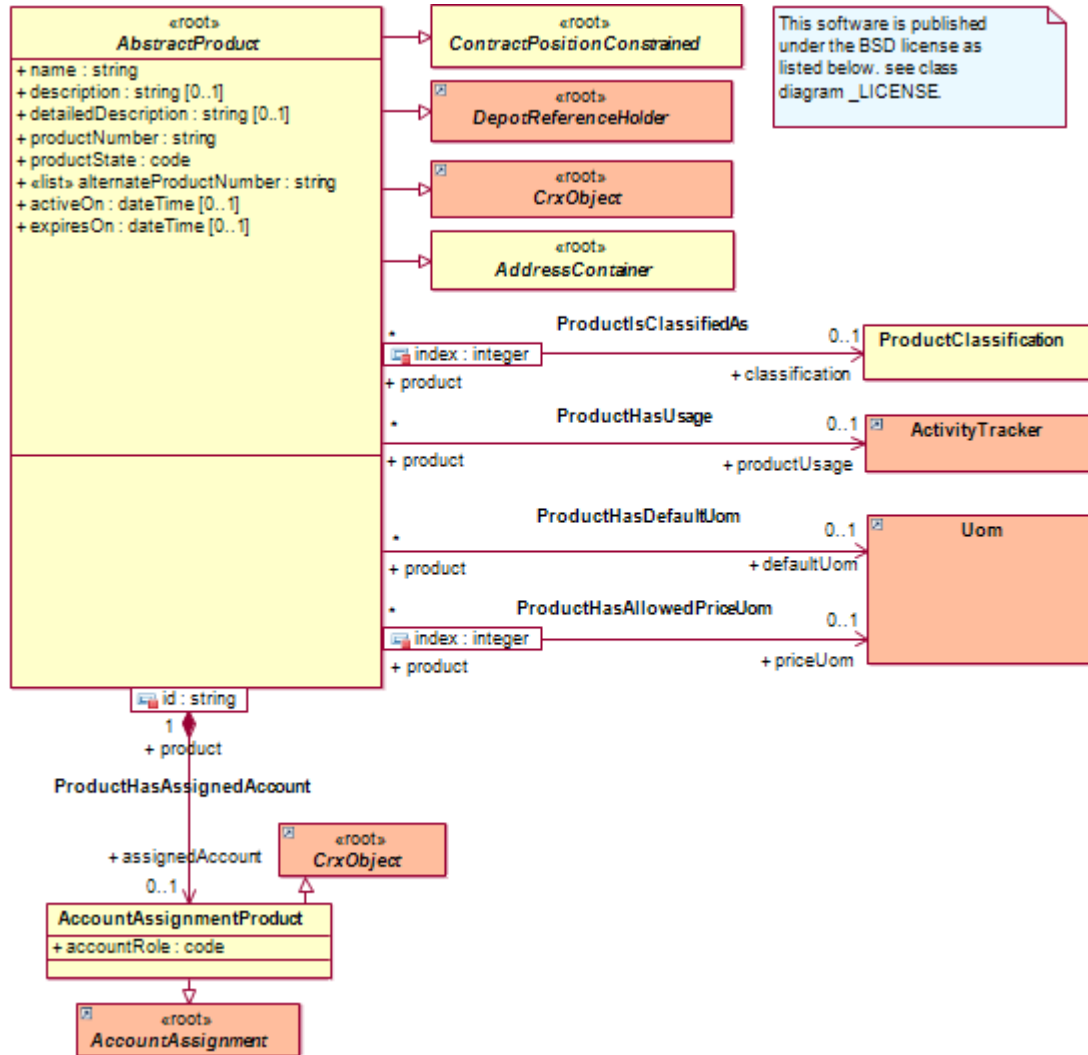 «root»
AbstractProduct
+ name : string
+ description : string [0..1]
+ detailedDescription : string [0..1]
+ productNumber : string
+ productState : code
+ «list» alternateProductNumber : string
+ activeOn : dateTime [0..1]
+ expiresOn : dateTime [0..1]
«root»
ContractPositionConstrained
«root»
DepotReferenceHolder
«root»
CrxObject
«root»
AddressContainer
This software is published
under the BSD license as
listed below. see class
diagram _LICENSE.
ProductIsClassifiedAs
*
index : integer
+ product
0..1
+ classification
ProductClassification
ProductHasUsage
*
+ product
0..1
+ productUsage
ActivityTracker
ProductHasDefaultUom
*
+ product
0..1
+ defaultUom
Uom
ProductHasAllowedPriceUom
*
index : integer
+ product
0..1
+ priceUom
id : string
1
+ product
ProductHasAssignedAccount
+ assignedAccount
0..1
«root»
CrxObject
AccountAssignmentProduct
+ accountRole : code
«root»
AccountAssignment